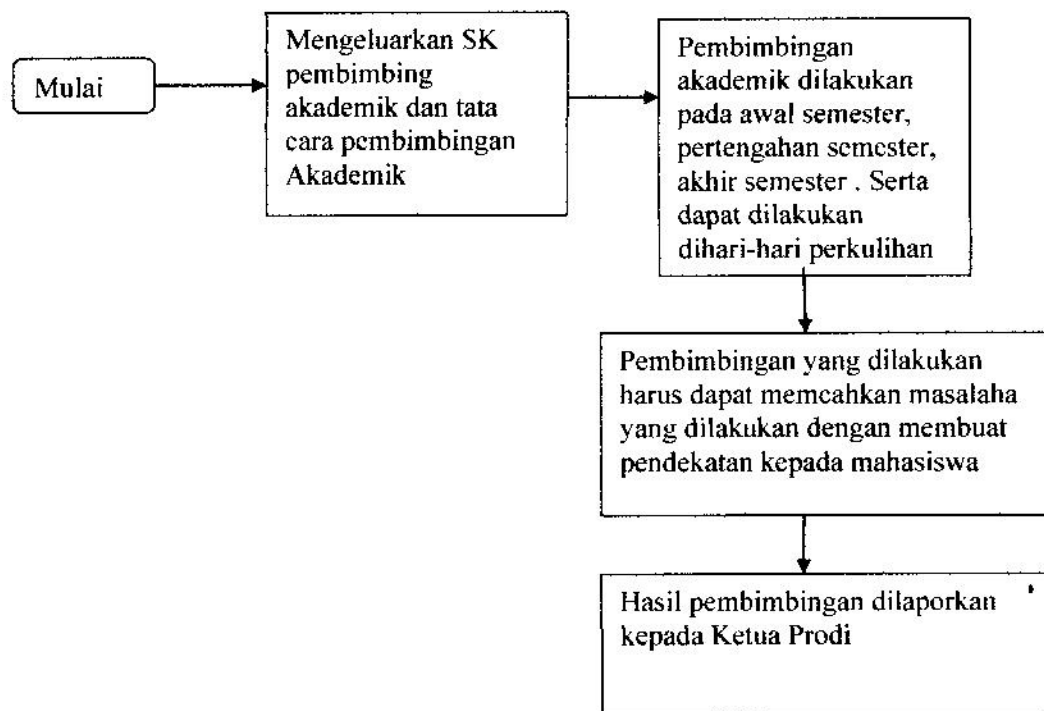 Mulai
Mengeluarkan SK
pembimbing
akademik dan tata
cara pembimbingan
Akademik
Pembimbingan
akademik dilakukan
pada awal semester,
pertengahan semester,
akhir semester . Serta
dapat dilakukan
dihari-hari perkulihan
Pembimbingan yang dilakukan
harus dapat memcahkan masalaha
yang dilakukan dengan membuat
pendekatan kepada mahasiswa
Hasil pembimbingan dilaporkan
kepada Ketua Prodi